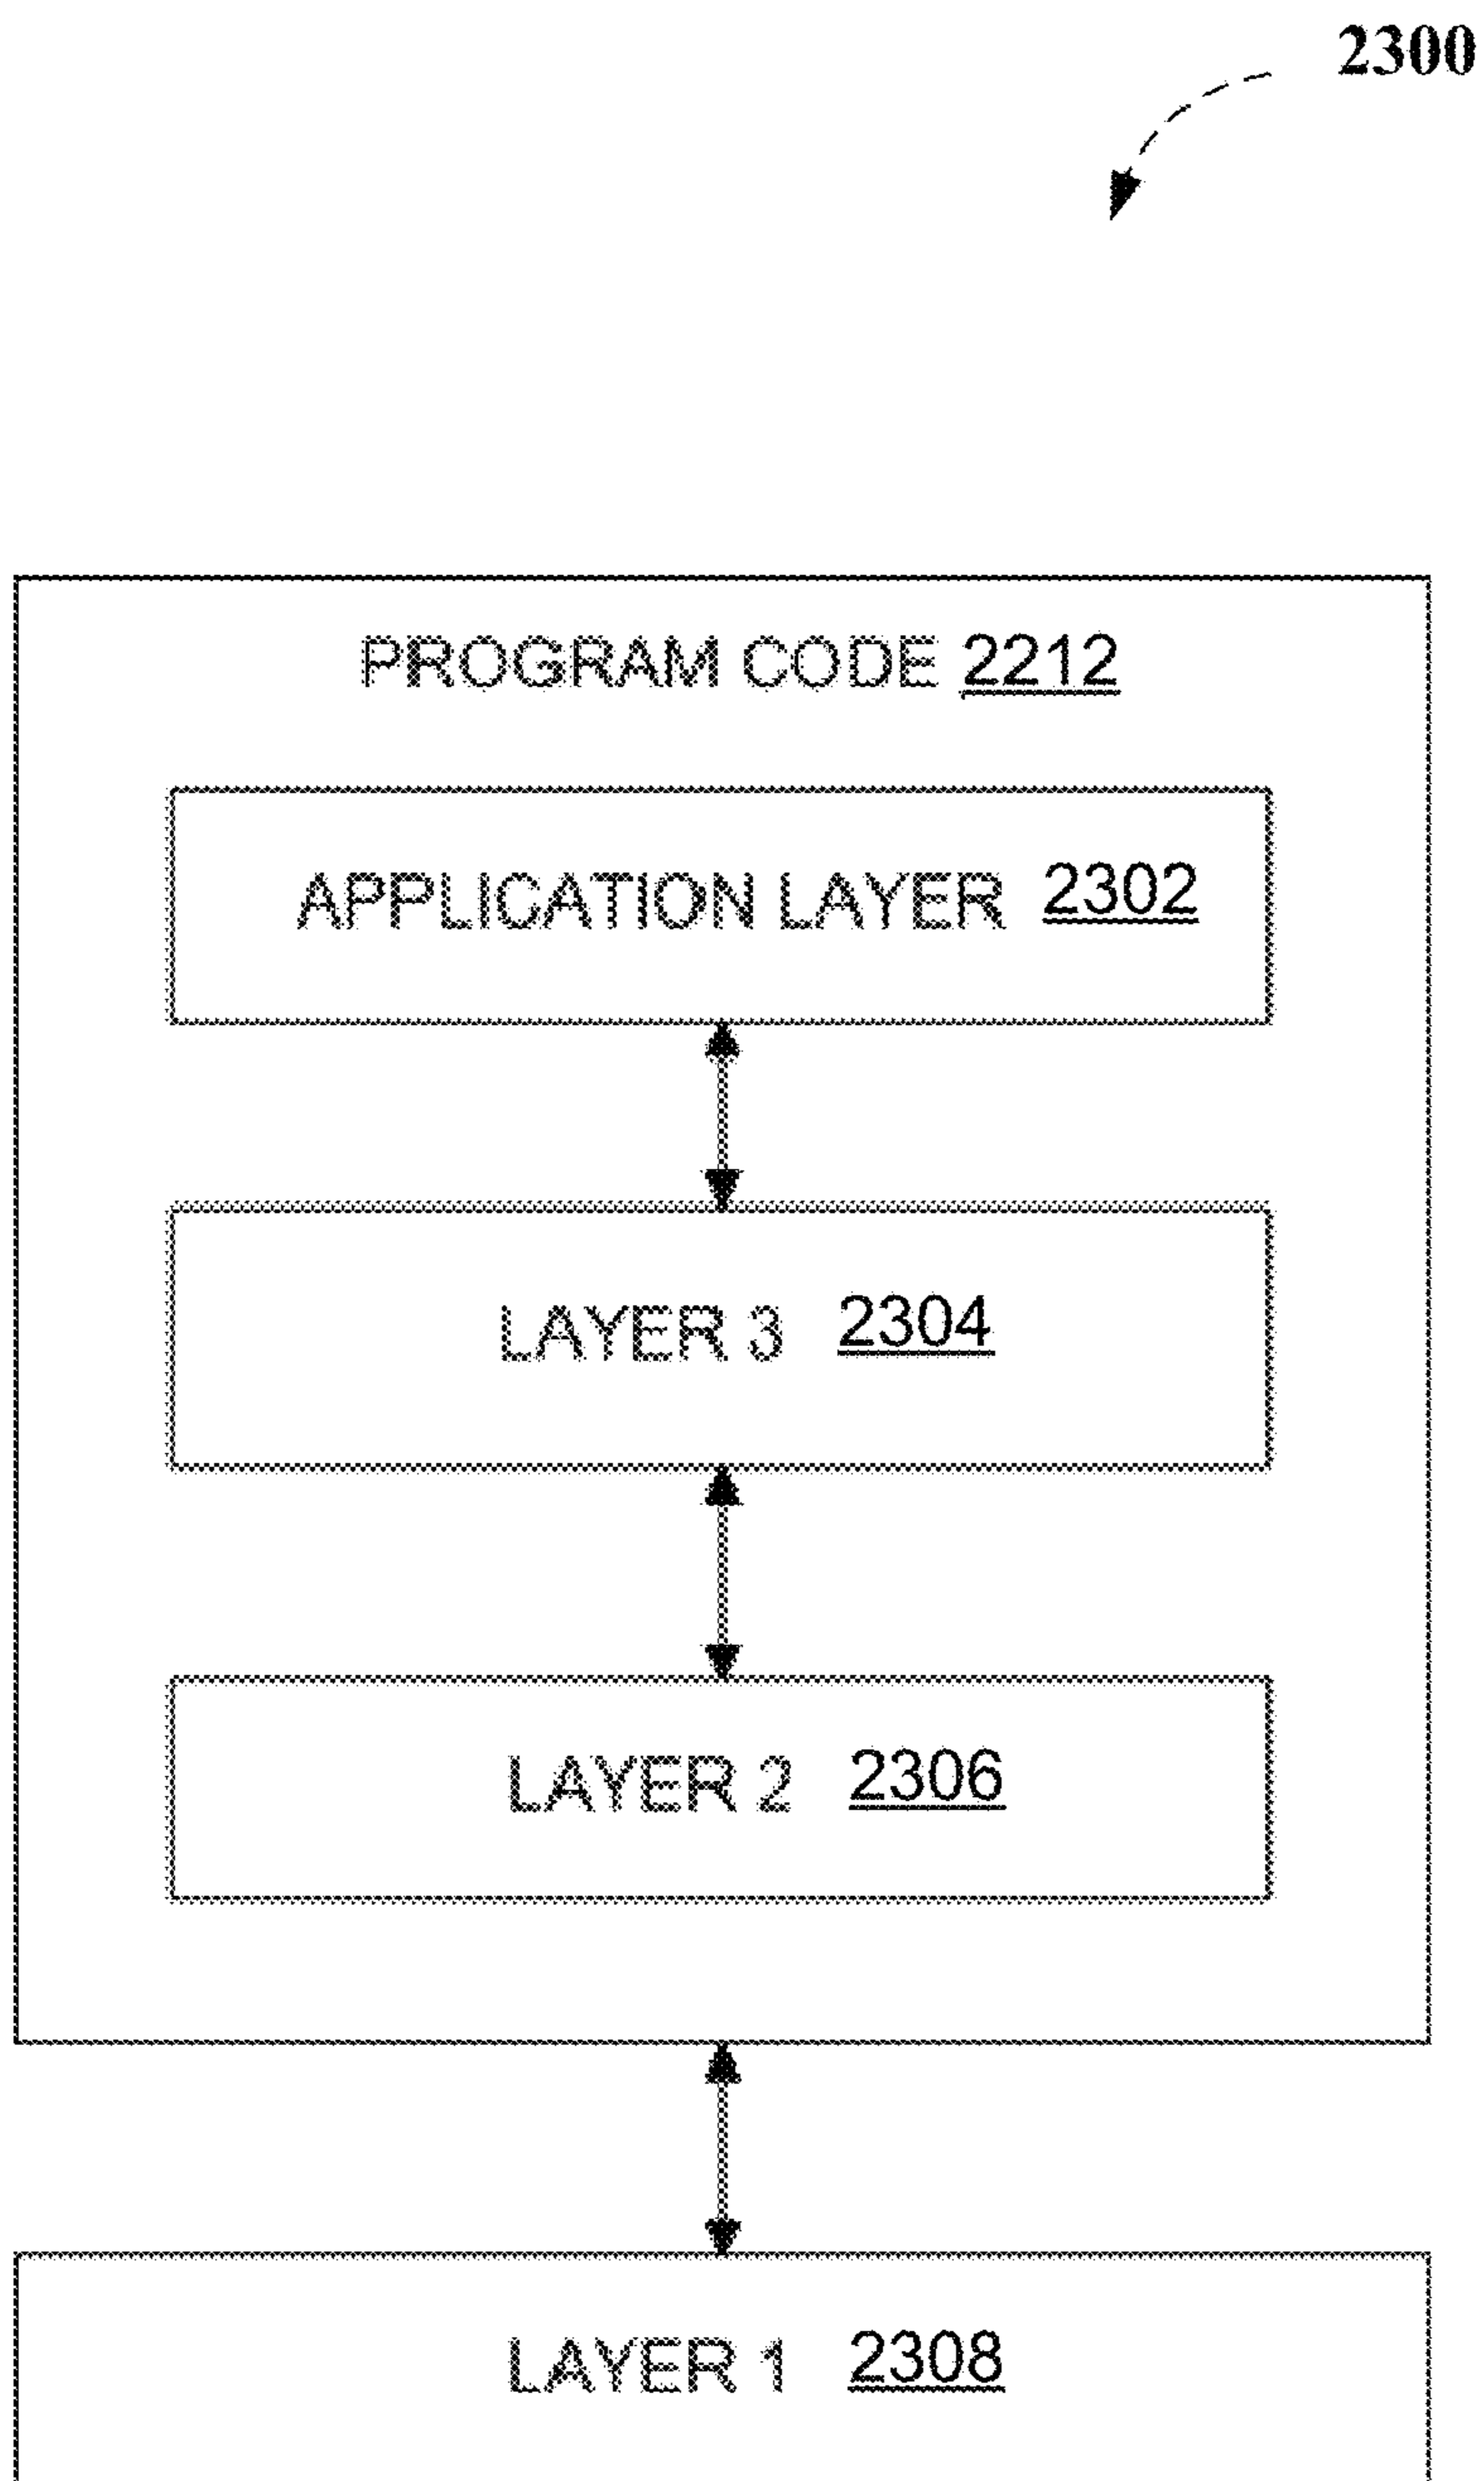 2300
PROGRAM CODE 2212
APPLICATION LAYER 2302
LAYER 3 2304
LAYER 2 2306
LAYER 1 2308